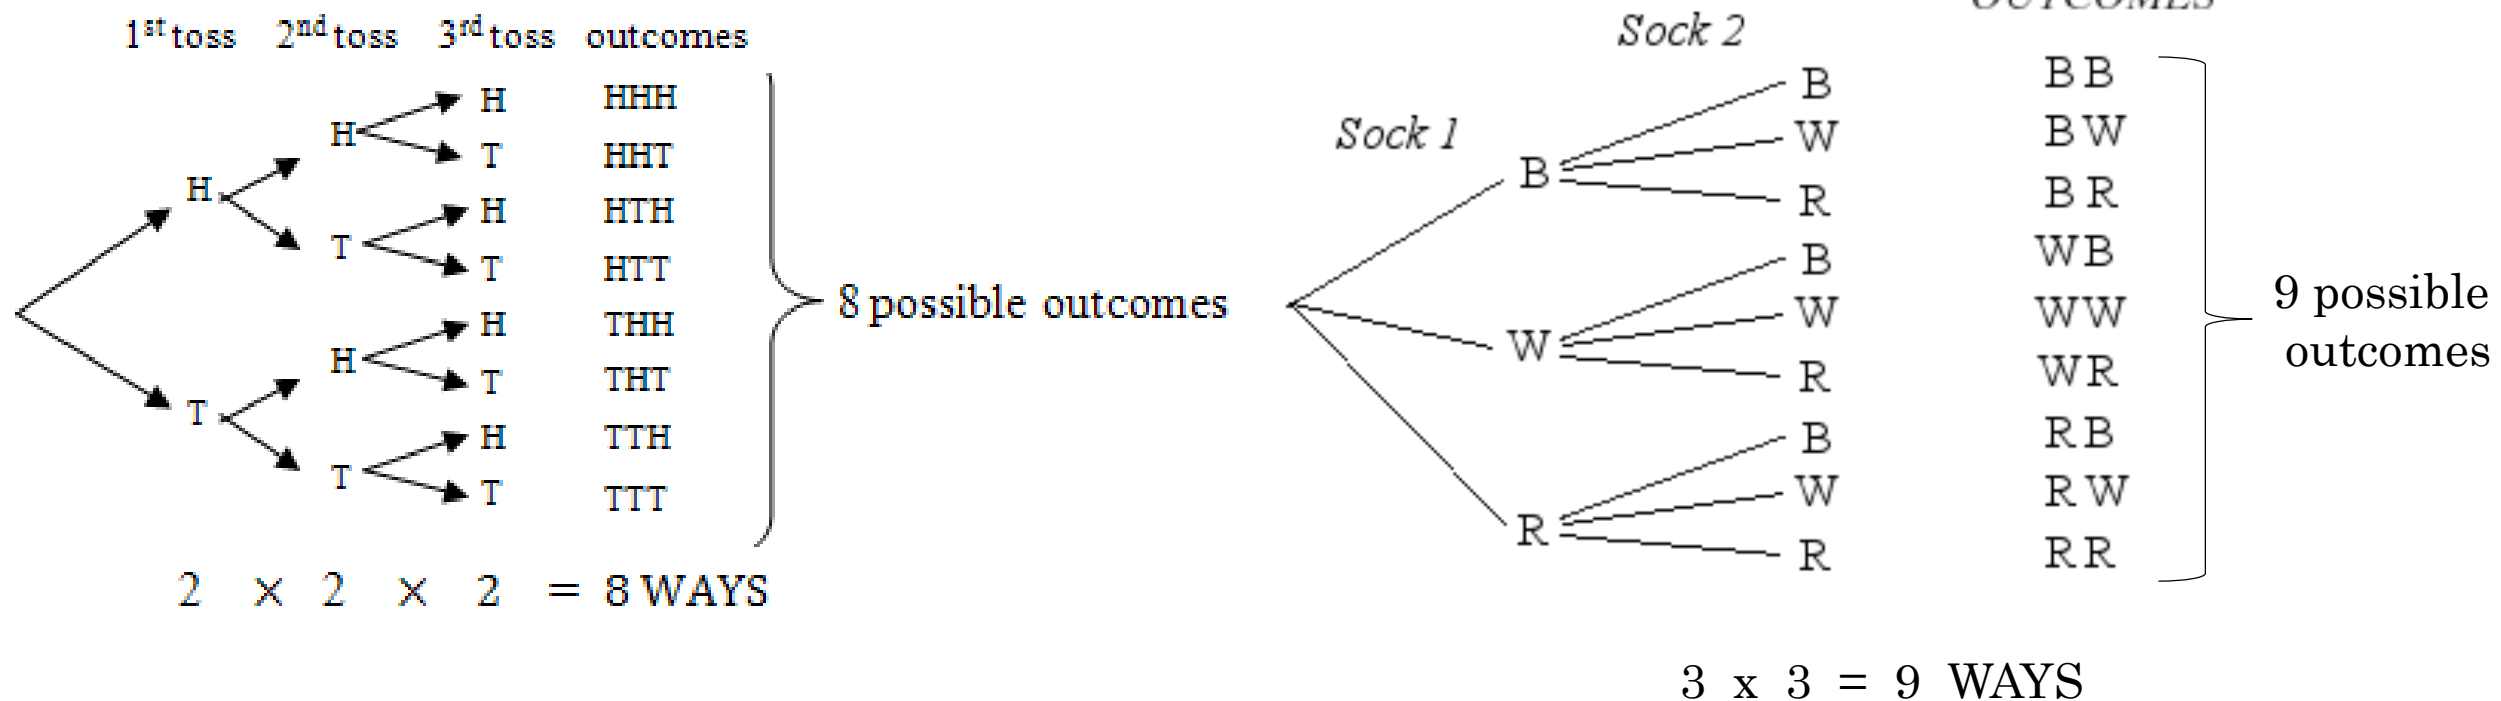 1st toss 2nd toss 3rd toss outcomes
H HHH
H
T HHT
H
H HTH
T
T HTT
8 possible outcomes
H THH
H
T THT
T
H TTH
T
T TTT
2 × 2 × 2 = 8 WAYS
OUTCOMES
Sock 2
Sock 1
B BB
B W BW
R BR
B WB
W W WW
R WR
B RB
W RW
R
R RR
9 possible
outcomes
3 x 3 = 9 WAYS